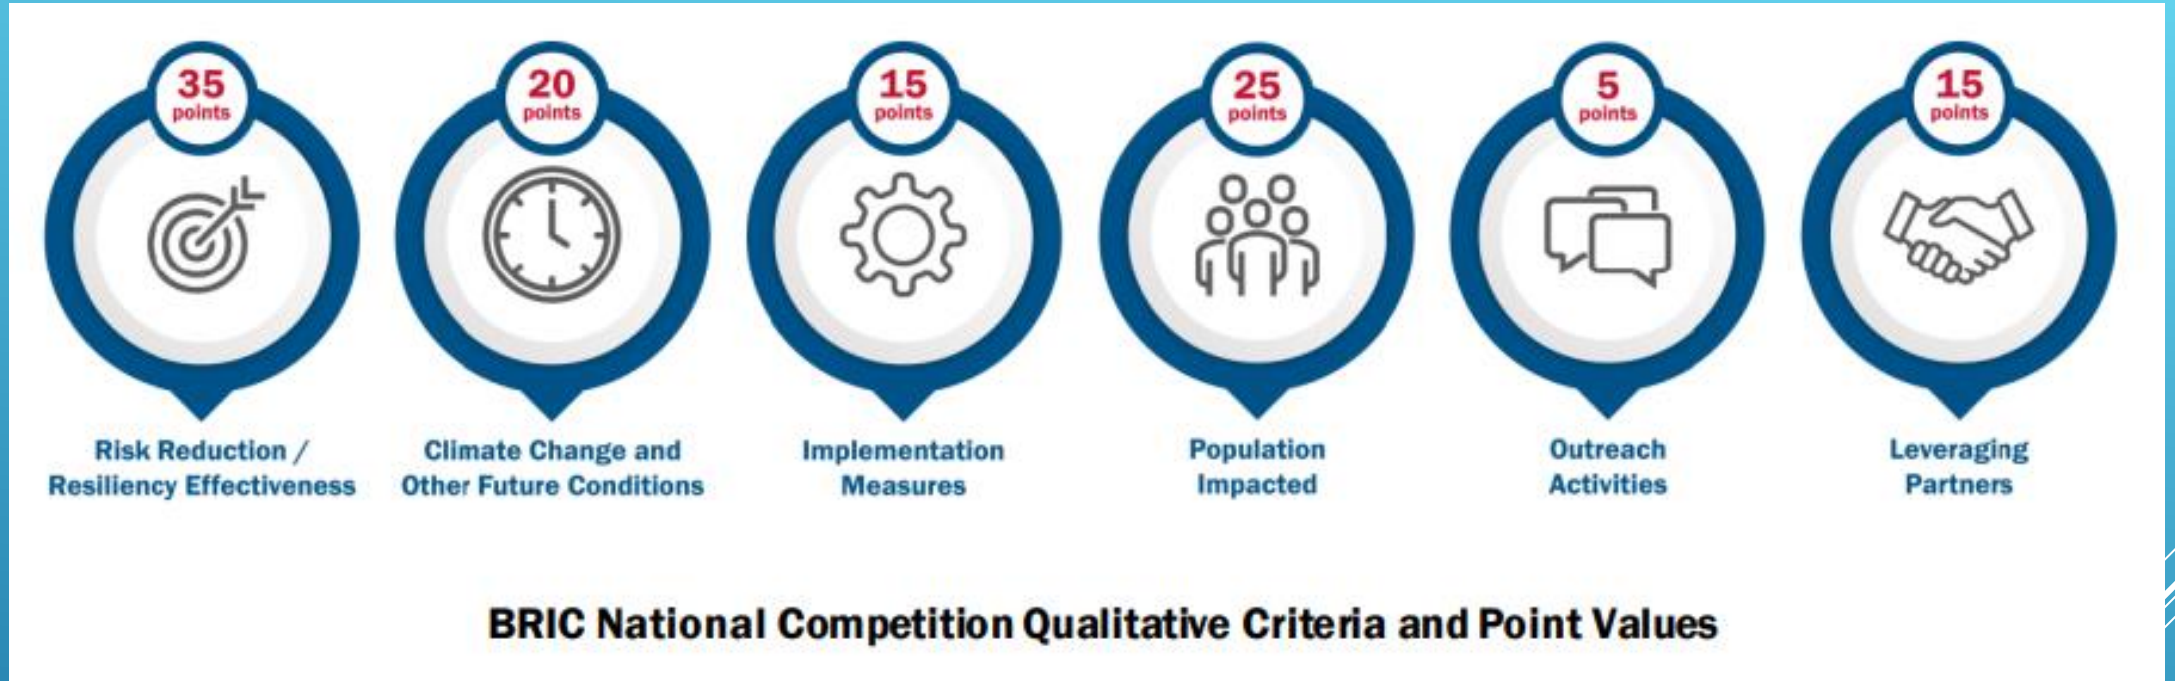 35
points
Risk Reduction /
Resiliency Effectiveness
20
points
Climate Change and
Other Future Conditions
15
points
Implementation
Measures
25
points
Population
Impacted
5
points
Outreach
Activities
15
points
Leveraging
Partners
BRIC National Competition Qualitative Criteria and Point Values